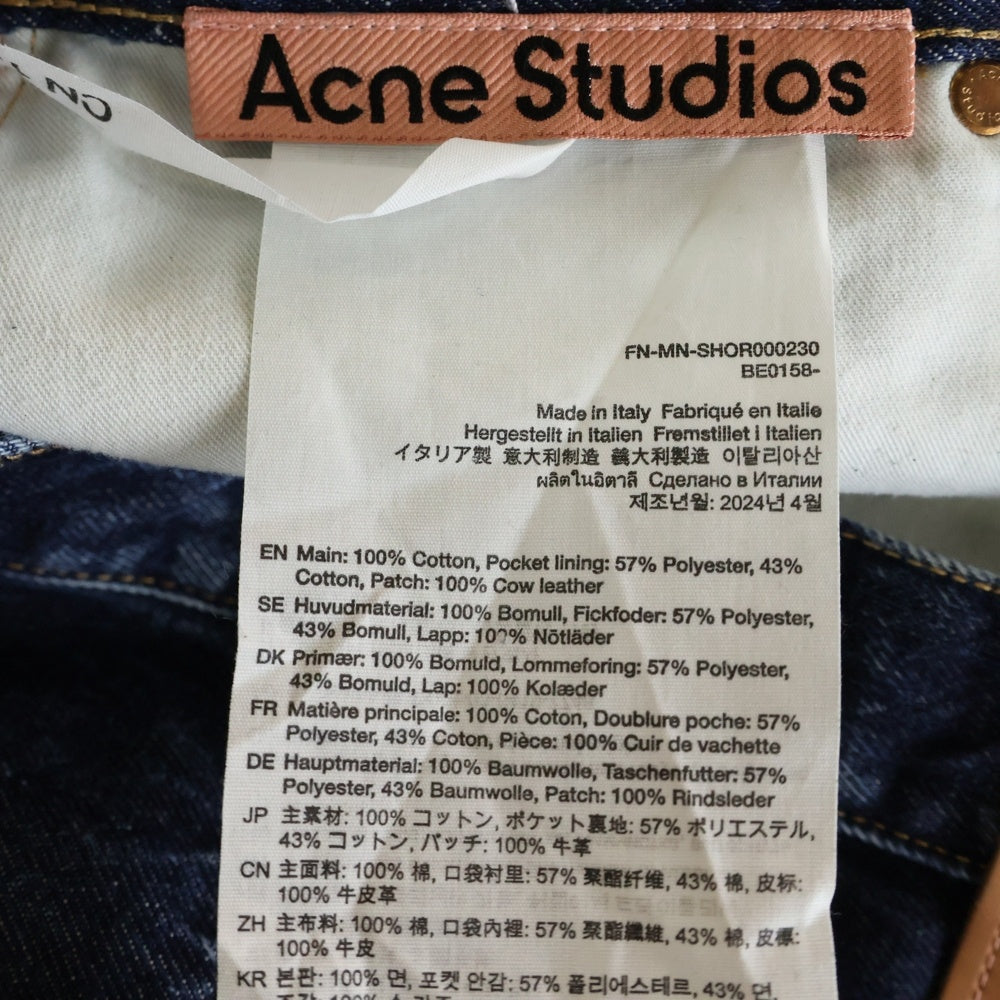 Acne Studios
CN
FN-MN-SHOR000230
BE0158-
Made in Italy Fabriqué en Italie
Hergestellt in Italien Fremstillet i Italien
イタリア製 意大利制造 義大利製造 이탈리아산
ผลิตในอิตาลี Сделано в Италии
제조년월: 2024년 4월
EN Main: 100% Cotton, Pocket lining: 57% Polyester, 43%
Cotton, Patch: 100% Cow leather
SE Huvudmaterial: 100% Bomull, Fickfoder: 57% Polyester,
43% Bomull, Lapp: 100% Nötläder
DK Primær: 100% Bomuld, Lommeforing: 57% Polyester,
43% Bomuld, Lap: 100% Kolæder
FR Matière principale: 100% Coton, Doublure poche: 57%
Polyester, 43% Coton, Pièce: 100% Cuir de vachette
DE Hauptmaterial: 100% Baumwolle, Taschenfutter: 57%
Polyester, 43% Baumwolle, Patch: 100% Rindsleder
JP 主素材: 100% コットン, ポケット裏地: 57% ポリエステル,
43% コットン, パッチ: 100% 牛革
CN 主面料: 100% 棉, 口袋衬里: 57% 聚酯纤维, 43% 棉, 皮标:
100% 牛皮革
ZH 主布料: 100% 棉, 口袋內裡: 57% 聚酯纖維, 43% 棉, 皮標:
100% 牛皮
KR 본판: 100% 면, 포켓 안감: 57% 폴리에스테르, 43% 면,